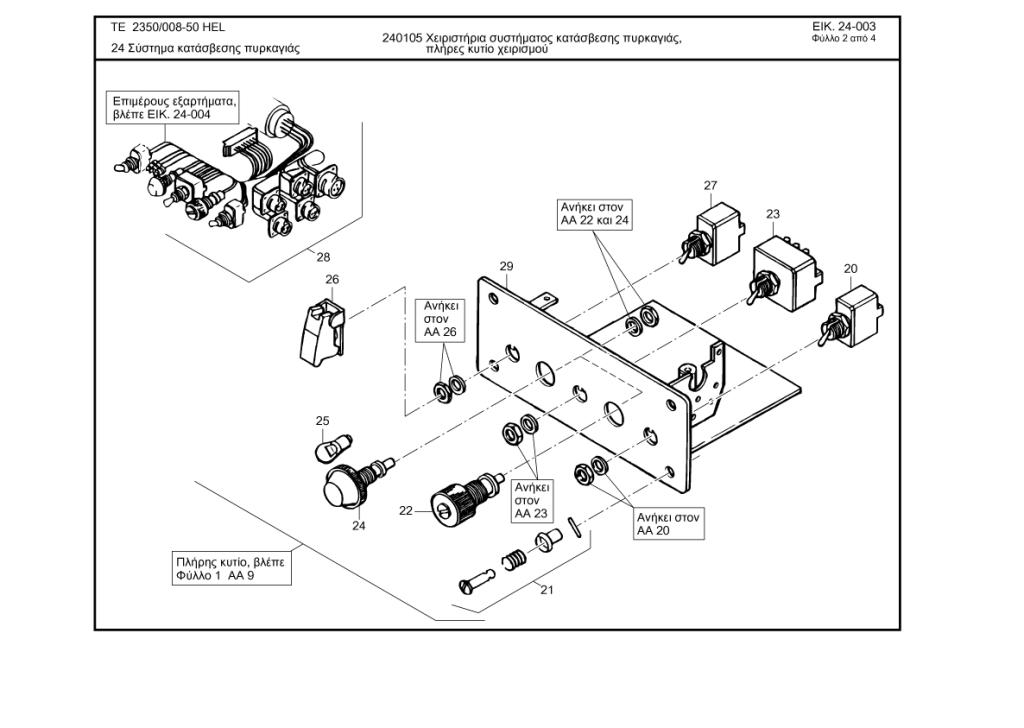 ΤΕ 2350/008-50 HEL
24 Σύστημα κατάσβεσης πυρκαγιάς
240105 Χειριστήρια συστήματος κατάσβεσης πυρκαγιάς,
πλήρες κυτίο χειρισμού
ΕΙΚ. 24-003
Φύλλο 2 από 4
Επιμέρους εξαρτήματα,
βλέπε ΕΙΚ. 24-004
28
26
27
23
20
29
Ανήκει στον
ΑΑ 22 και 24
Ανήκει
στον
ΑΑ 26
25
24
22
Ανήκει
στον
ΑΑ 23
Ανήκει στον
ΑΑ 20
Πλήρης κυτίο, βλέπε
Φύλλο 1 ΑΑ 9
21